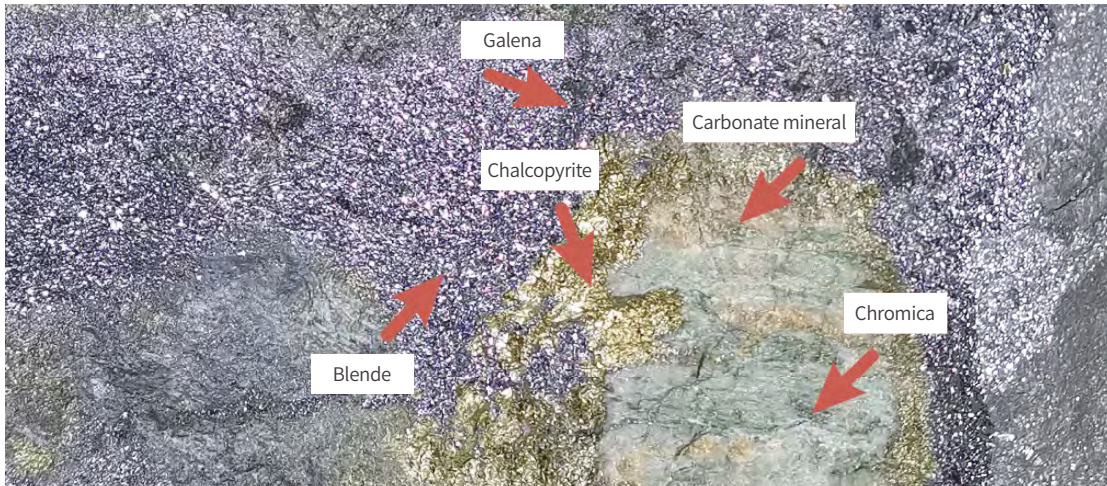 Galena
Carbonate mineral
Chalcopyrite
Chromica
Blende